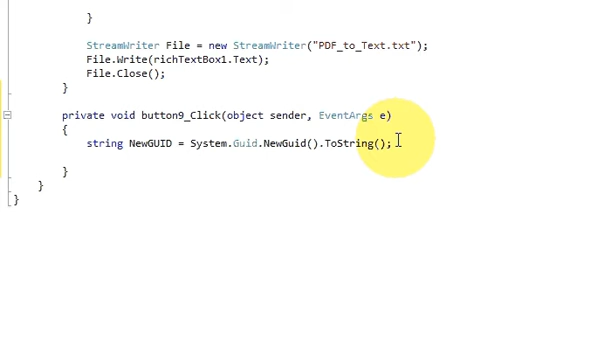 }
StreamWriter File = new StreamWriter("PDF_to_Text.txt");
File.Write(richTextBox1.Text);
File.Close();
}
private void button9_Click(object sender, EventArgs e)
{
string NewGUID = System.Guid.NewGuid().ToString();
}
}
}